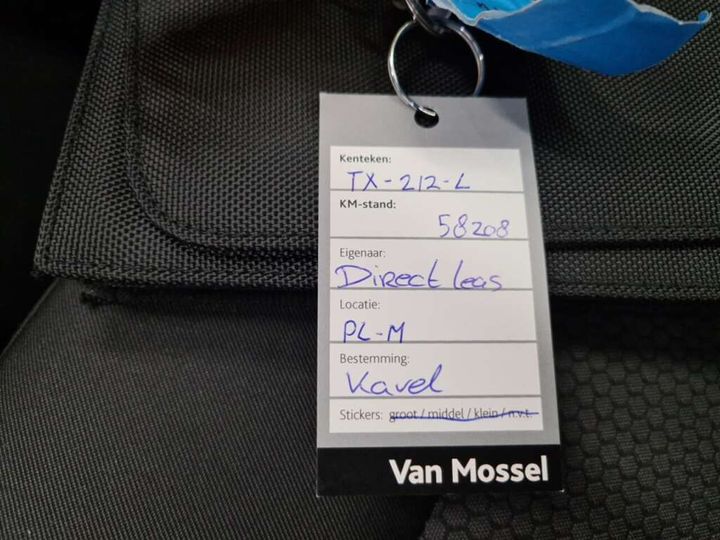 Kenteken:
TX-212-L
KM-stand:
58208
Eigenaar:
Direct leas
Locatie:
PL-M
Bestemming:
Kavel
Stickers: groot / middel / klein / n.v.t.
Van Mossel